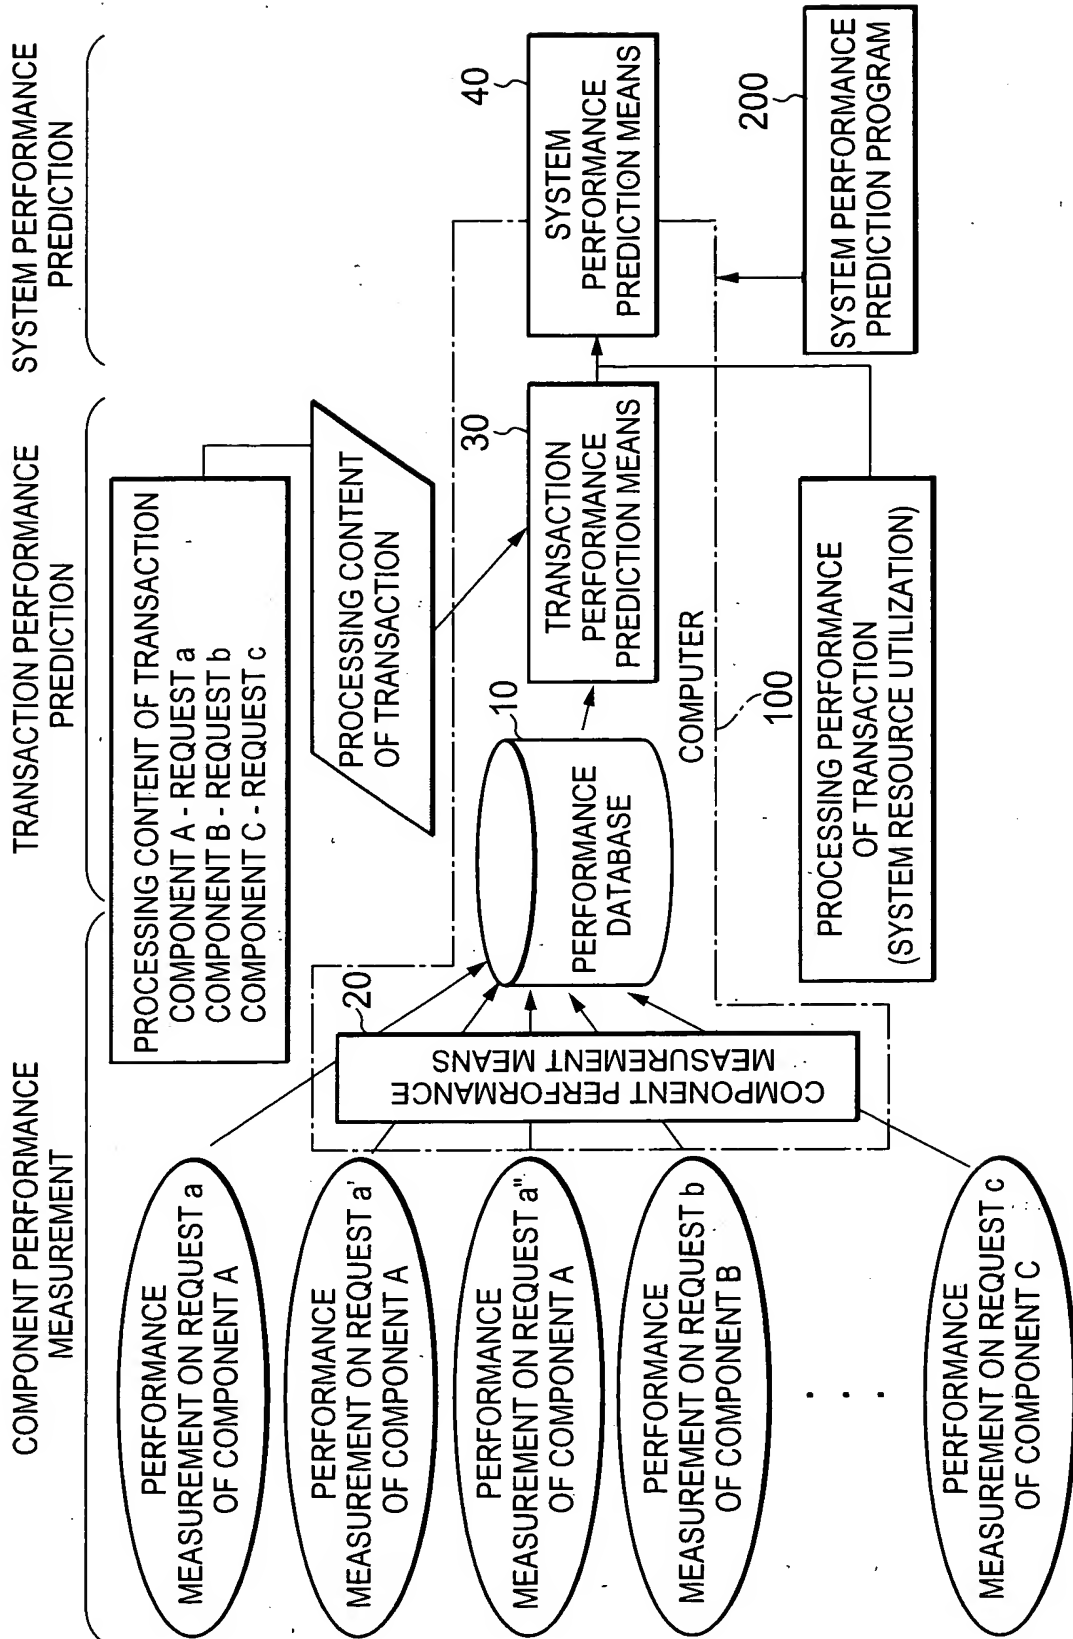 COMPONENT PERFORMANCE
MEASUREMENT
TRANSACTION PERFORMANCE
PREDICTION
SYSTEM PERFORMANCE
PREDICTION
PERFORMANCE
MEASUREMENT ON REQUEST a
OF COMPONENT A
PERFORMANCE
MEASUREMENT ON REQUEST a'
OF COMPONENT A
PERFORMANCE
MEASUREMENT ON REQUEST a"
OF COMPONENT A
PERFORMANCE
MEASUREMENT ON REQUEST b
OF COMPONENT B
. . .
PERFORMANCE
MEASUREMENT ON REQUEST c
OF COMPONENT C
20
COMPONENT PERFORMANCE
MEASUREMENT MEANS
PROCESSING CONTENT OF TRANSACTION
COMPONENT A - REQUEST a
COMPONENT B - REQUEST b
COMPONENT C - REQUEST c
PROCESSING CONTENT
OF TRANSACTION
10
PERFORMANCE
DATABASE
30
TRANSACTION
PERFORMANCE
PREDICTION MEANS
COMPUTER
100
PROCESSING PERFORMANCE
OF TRANSACTION
(SYSTEM RESOURCE UTILIZATION)
40
SYSTEM
PERFORMANCE
PREDICTION MEANS
200
SYSTEM PERFORMANCE
PREDICTION PROGRAM